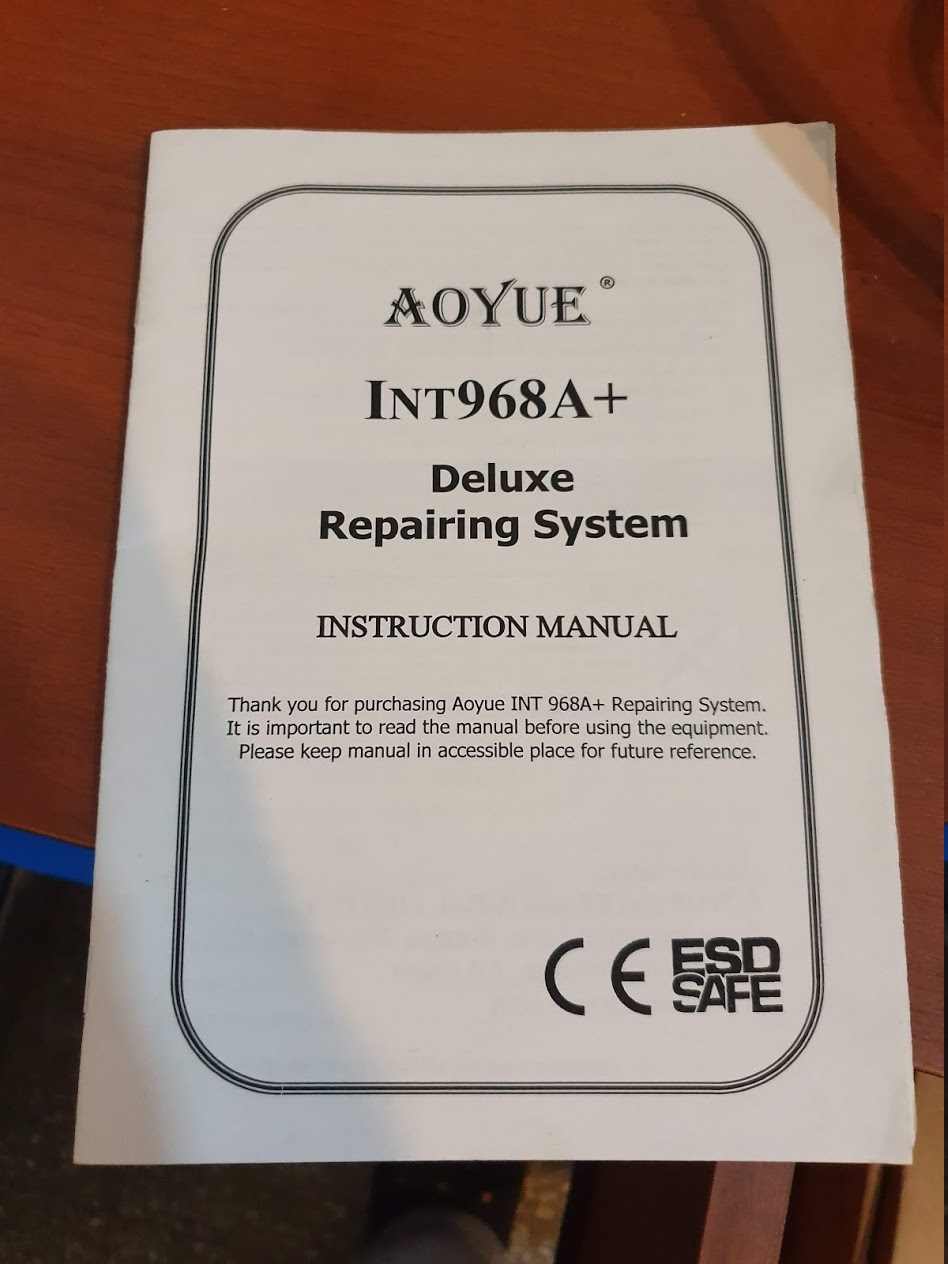 AOYUE®
INT968A+
Deluxe
Repairing System
INSTRUCTION MANUAL
Thank you for purchasing Aoyue INT 968A+ Repairing System.
It is important to read the manual before using the equipment.
Please keep manual in accessible place for future reference.
CE ESD
SAFE